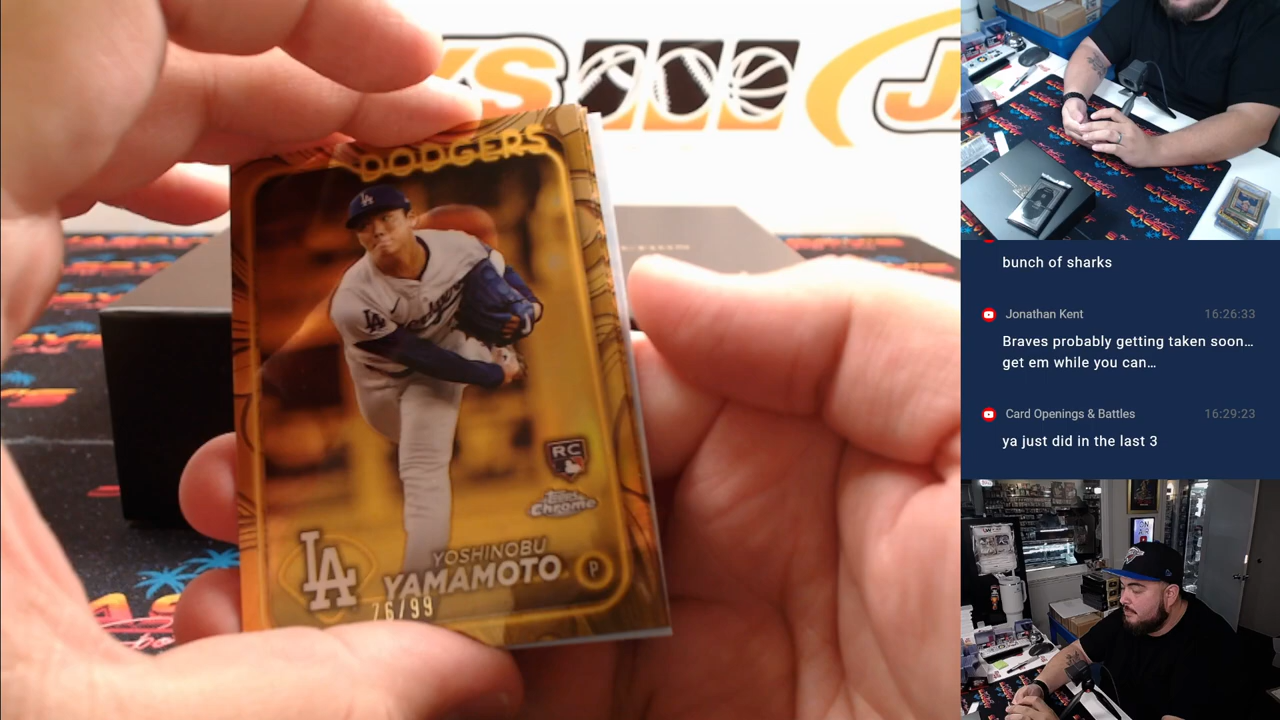 DODGERS
LA
RC
Topps
Chrome
LA
YOSHINOBU
YAMAMOTO
P
76/99
bunch of sharks
Jonathan Kent 16:26:33
Braves probably getting taken soon...
get em while you can...
Card Openings & Battles 16:29:23
ya just did in the last 3